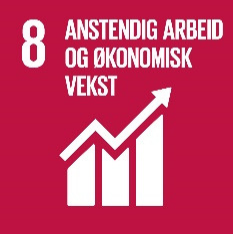 8 ANSTENDIG ARBEID
OG ØKONOMISK
VEKST